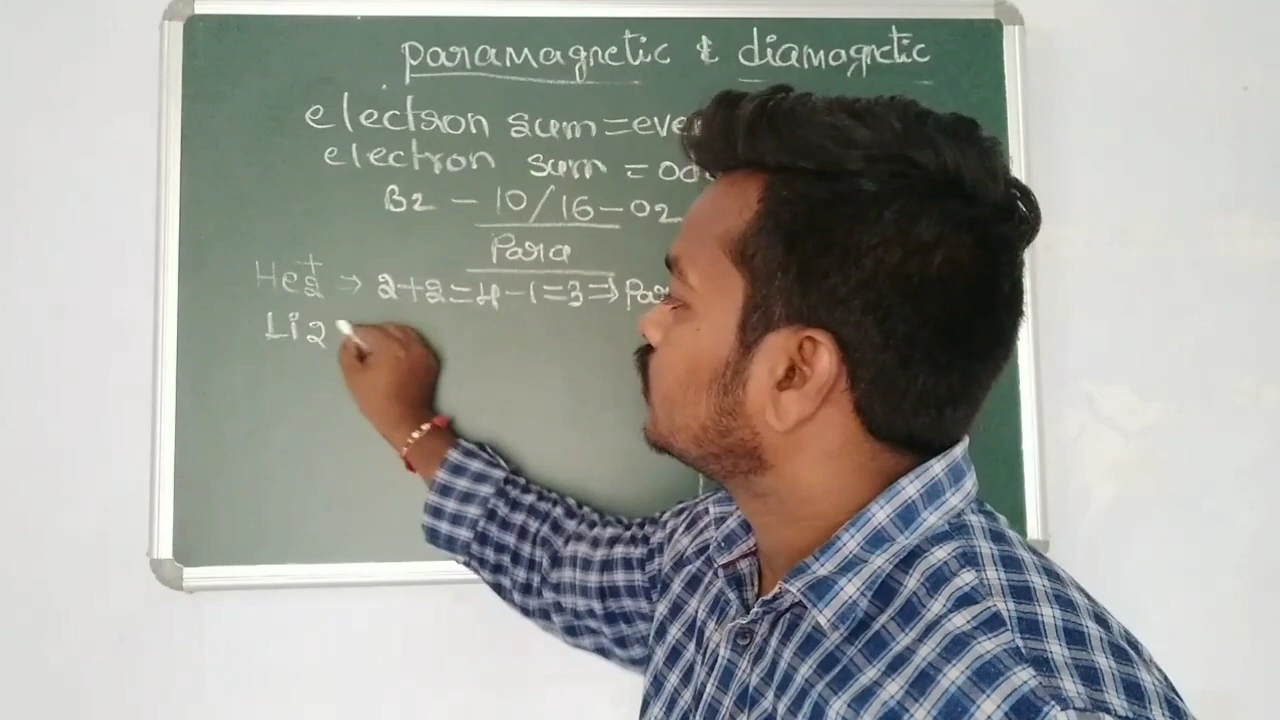 paramagnetic & diamagnetic
electron sum = eve
electron sum = od
B2 - 10/16 - O2
Para
He2+ → 2+2=4-1=3 ⇒ Par
Li2